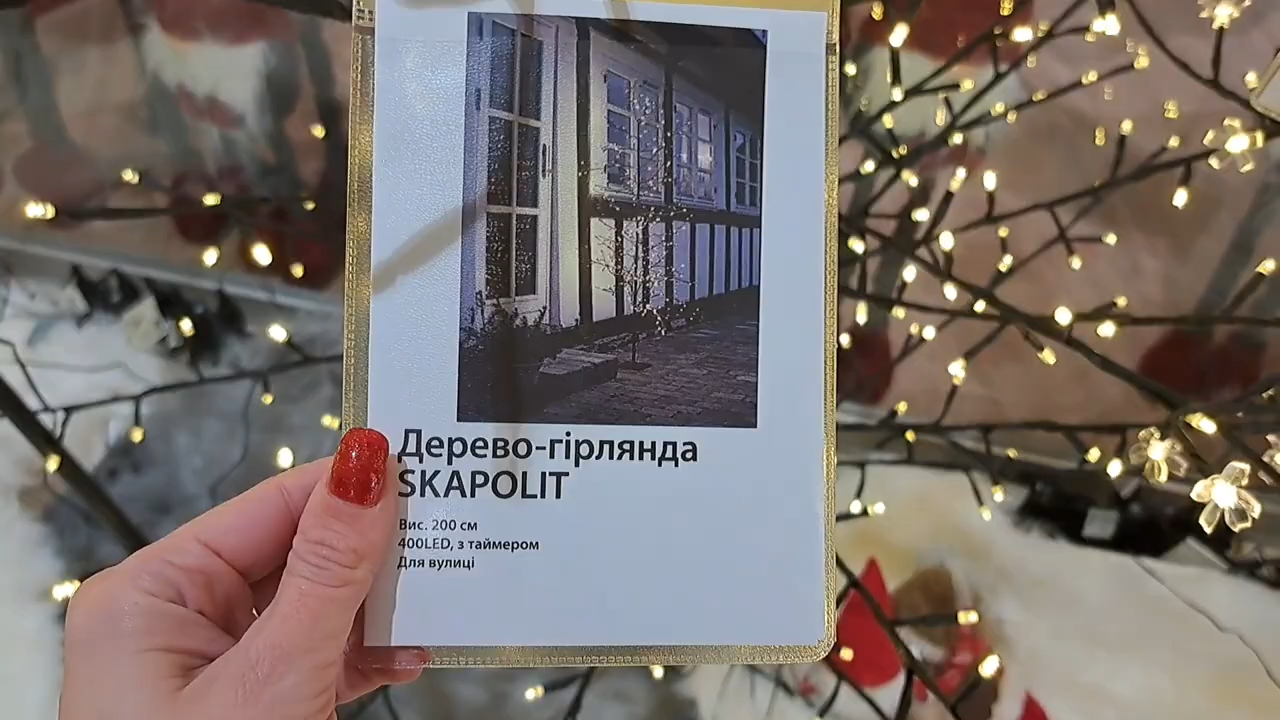 Дерево-гірлянда
SKAPOLIT
Вис. 200 см
400LED, з таймером
Для вулиці